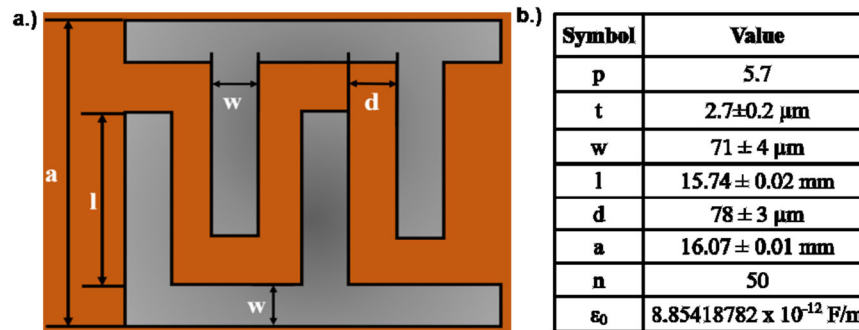 a.)
w
d
a
l
w
b.)
Symbol Value
p 5.7
t 2.7±0.2 μm
w 71 ± 4 μm
l 15.74 ± 0.02 mm
d 78 ± 3 μm
a 16.07 ± 0.01 mm
n 50
ε₀ 8.85418782 x 10⁻¹² F/m